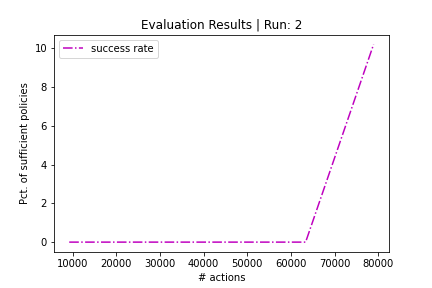 Evaluation Results | Run: 2
success rate
Pct. of sufficient policies
10
8
6
4
2
0
10000 20000 30000 40000 50000 60000 70000 80000
# actions